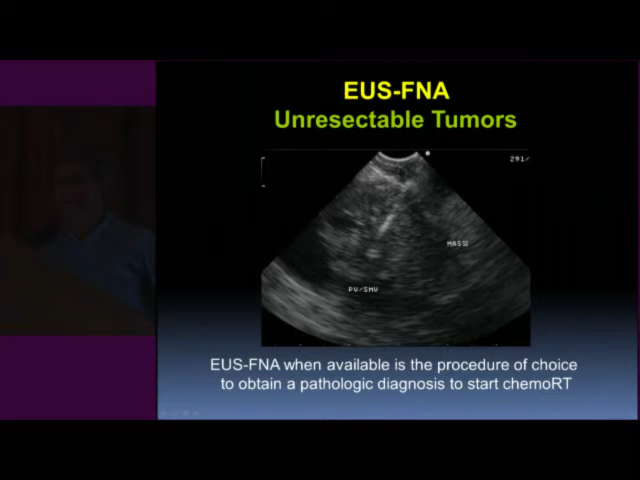 EUS-FNA
Unresectable Tumors
291/
MASS
PV/SMV
EUS-FNA when available is the procedure of choice
to obtain a pathologic diagnosis to start chemoRT